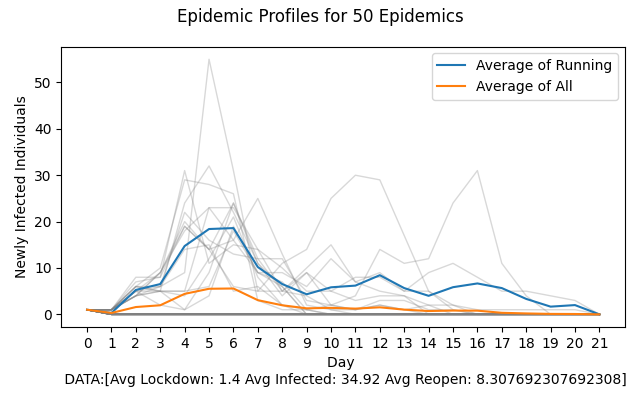 Epidemic Profiles for 50 Epidemics
Average of Running
Average of All
Newly Infected Individuals
50
40
30
20
10
0
0 1 2 3 4 5 6 7 8 9 10 11 12 13 14 15 16 17 18 19 20 21
Day
DATA:[Avg Lockdown: 1.4 Avg Infected: 34.92 Avg Reopen: 8.307692307692308]